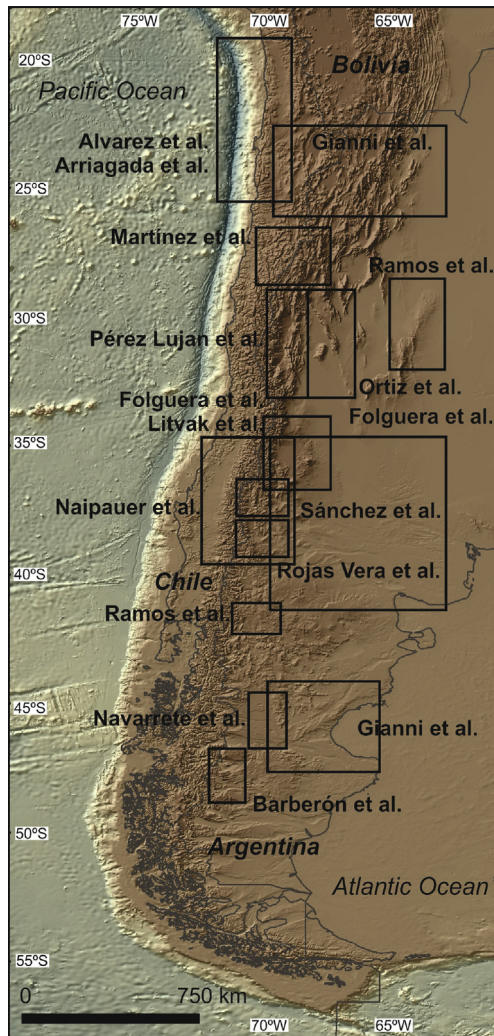 75ºW
70ºW
65ºW
20ºS
Bolivia
Pacific Ocean
Alvarez et al.
Arriagada et al.
Gianni et al.
25ºS
Martínez et al.
Ramos et al.
30ºS
Pérez Lujan et al.
Ortiz et al.
Folguera et al.
Litvak et al.
Folguera et al.
35ºS
Naipauer et al.
Sánchez et al.
40ºS
Rojas Vera et al.
Chile
Ramos et al.
45ºS
Navarrete et al.
Gianni et al.
Barberón et al.
50ºS
Argentina
Atlantic Ocean
55ºS
0
750 km
70ºW
65ºW